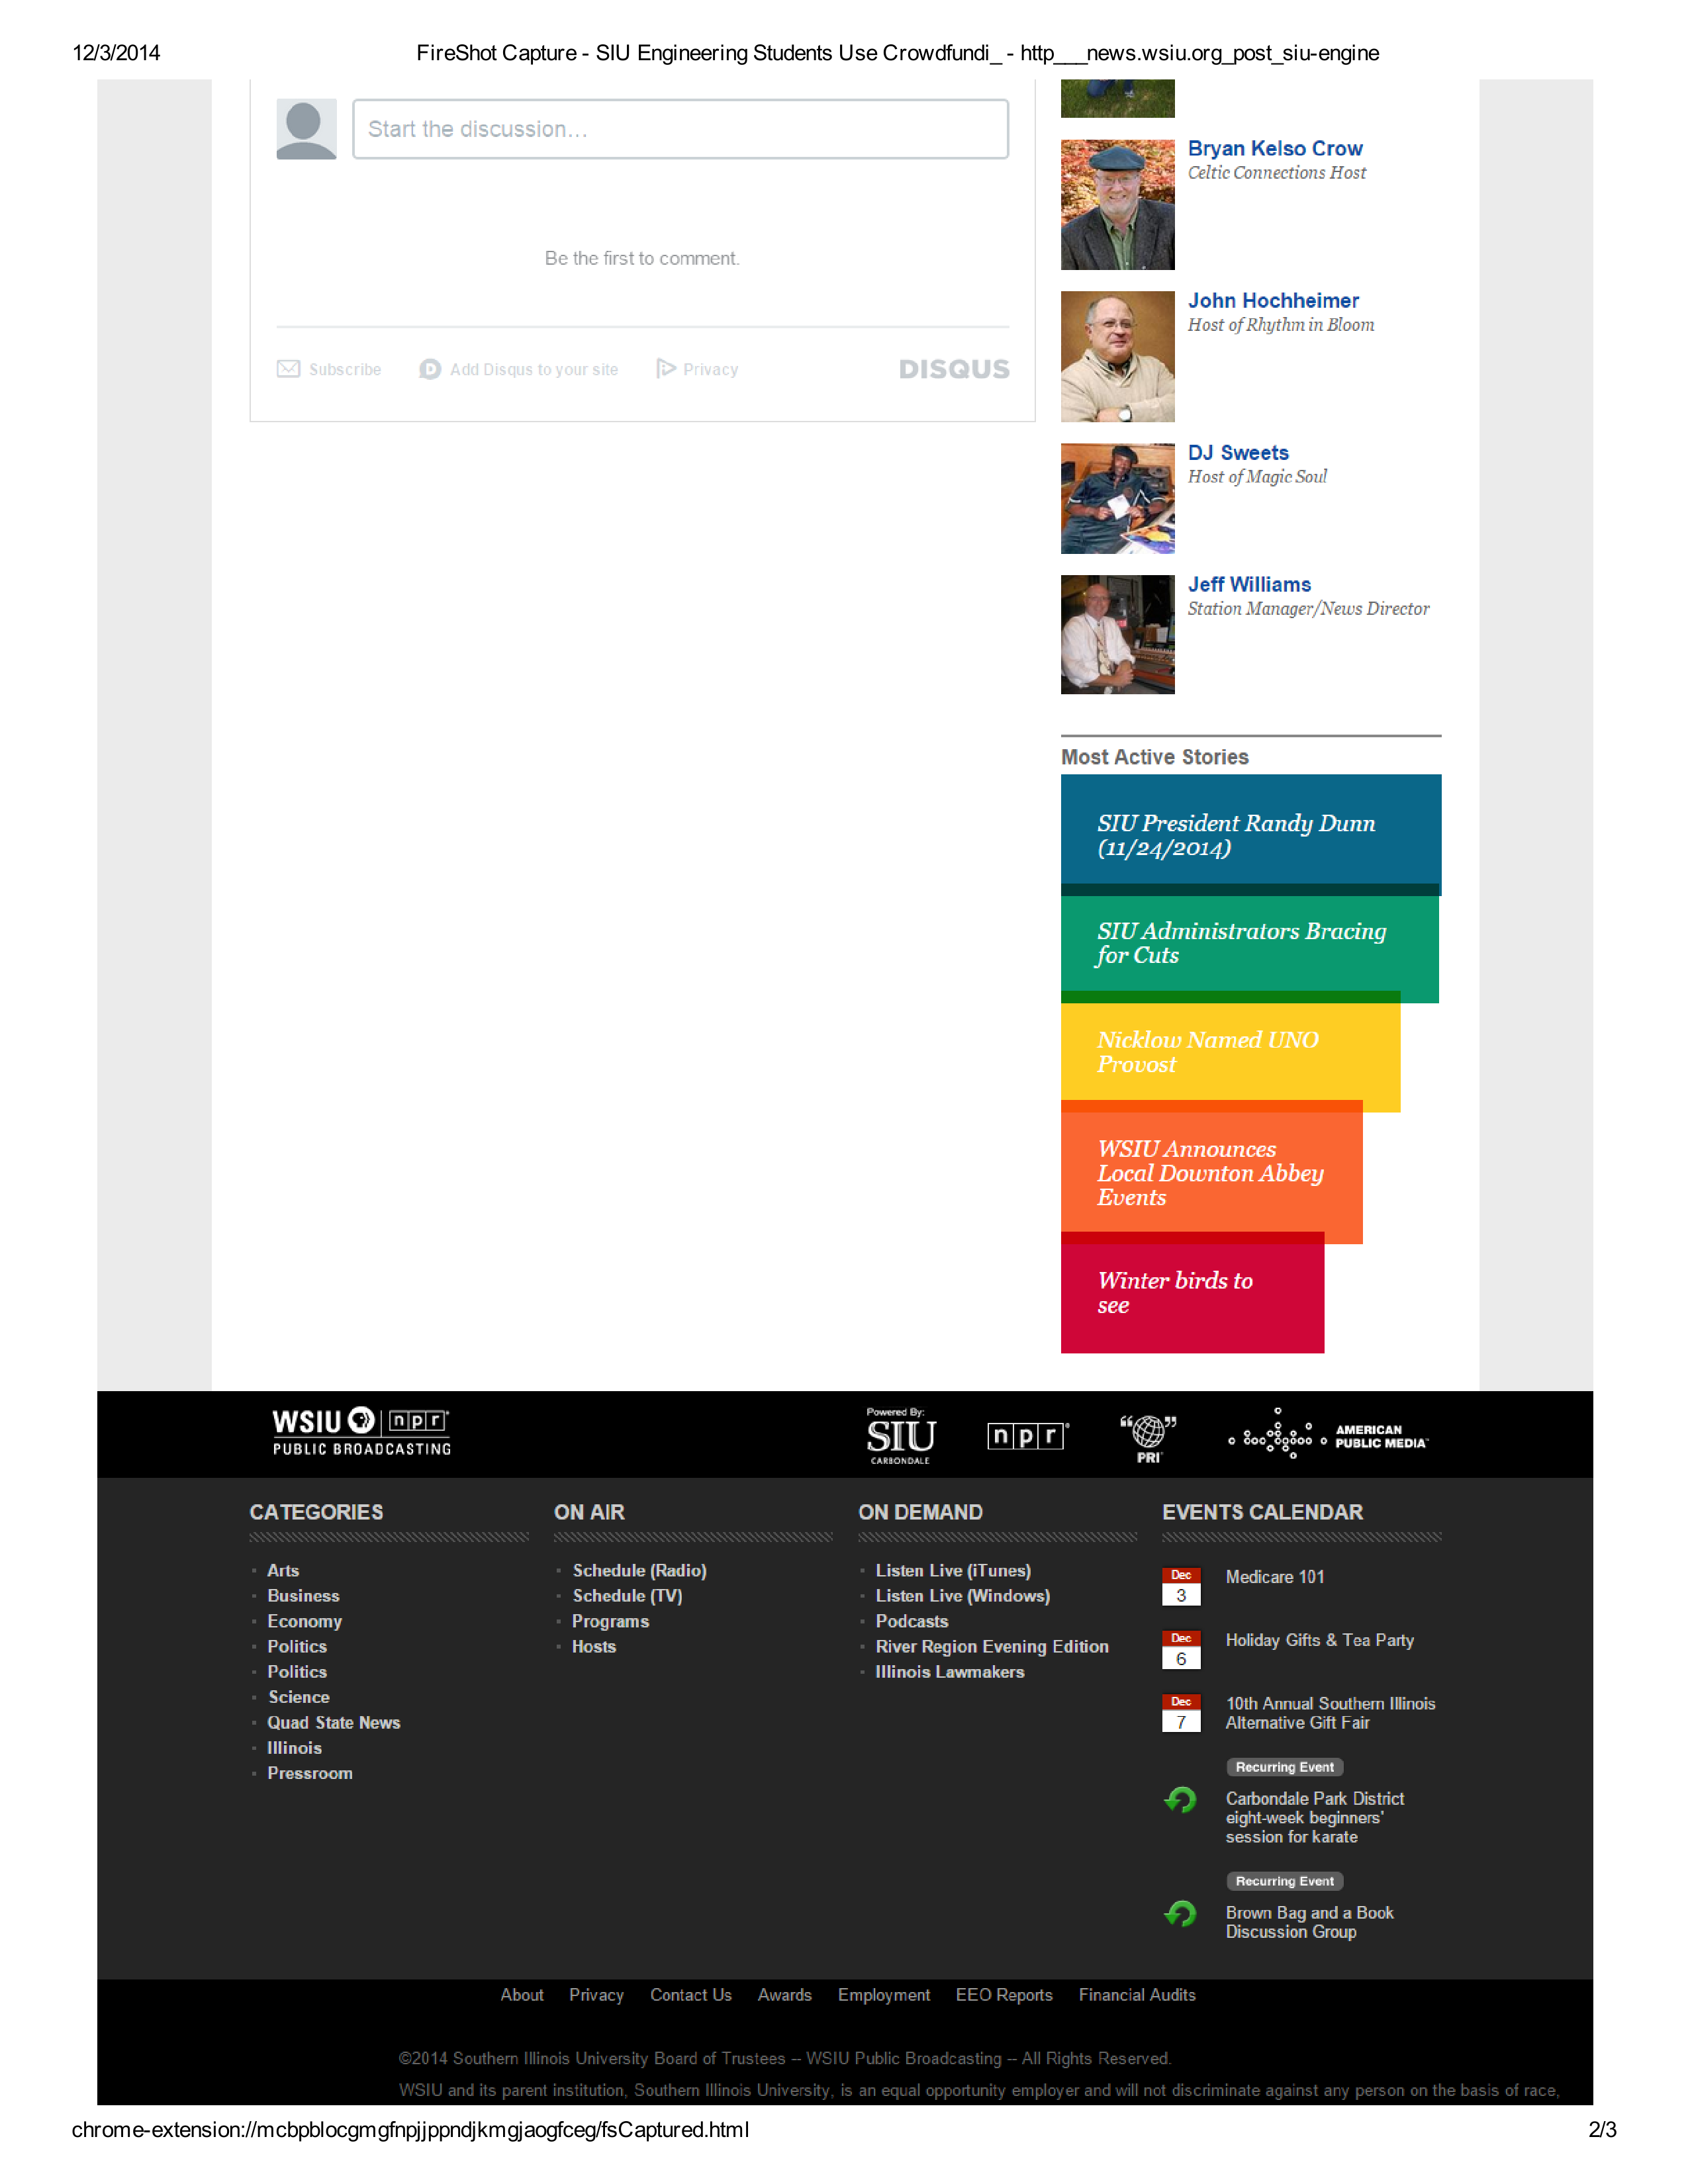 12/3/2014
FireShot Capture - SIU Engineering Students Use Crowdfundi_ - http___news.wsiu.org_post_siu-engine
Start the discussion...
Be the first to comment.
Subscribe
Add Disqus to your site
Privacy
DISQUS
Bryan Kelso Crow
Celtic Connections Host
John Hochheimer
Host of Rhythm in Bloom
DJ Sweets
Host of Magic Soul
Jeff Williams
Station Manager/News Director
Most Active Stories
SIU President Randy Dunn
(11/24/2014)
SIU Administrators Bracing
for Cuts
Nicklow Named UNO
Provost
WSIU Announces
Local Downton Abbey
Events
Winter birds to
see
WSIU npr
PUBLIC BROADCASTING
Powered By:
SIU
CARBONDALE
npr
PRI
AMERICAN
PUBLIC MEDIA
CATEGORIES
Arts
Business
Economy
Politics
Politics
Science
Quad State News
Illinois
Pressroom
ON AIR
Schedule (Radio)
Schedule (TV)
Programs
Hosts
ON DEMAND
Listen Live (iTunes)
Listen Live (Windows)
Podcasts
River Region Evening Edition
Illinois Lawmakers
EVENTS CALENDAR
Dec
3
Medicare 101
Dec
6
Holiday Gifts & Tea Party
Dec
7
10th Annual Southern Illinois
Alternative Gift Fair
Recurring Event
Carbondale Park District
eight-week beginners'
session for karate
Recurring Event
Brown Bag and a Book
Discussion Group
About Privacy Contact Us Awards Employment EEO Reports Financial Audits
©2014 Southern Illinois University Board of Trustees -- WSIU Public Broadcasting -- All Rights Reserved.
WSIU and its parent institution, Southern Illinois University, is an equal opportunity employer and will not discriminate against any person on the basis of race,
chrome-extension://mcbpblocgmgfnpjjppndjkmgjaogfceg/fsCaptured.html
2/3